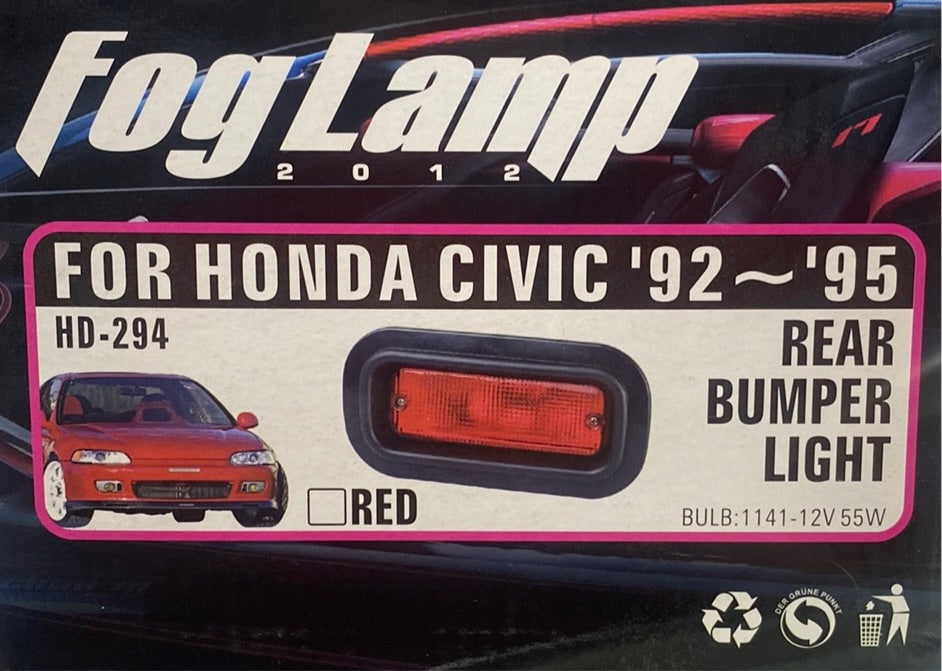 Fog Lamp
2012
FOR HONDA CIVIC '92~'95
HD-294
REAR
BUMPER
LIGHT
RED
BULB:1141-12V 55W
DER GRÜNE PUNKT